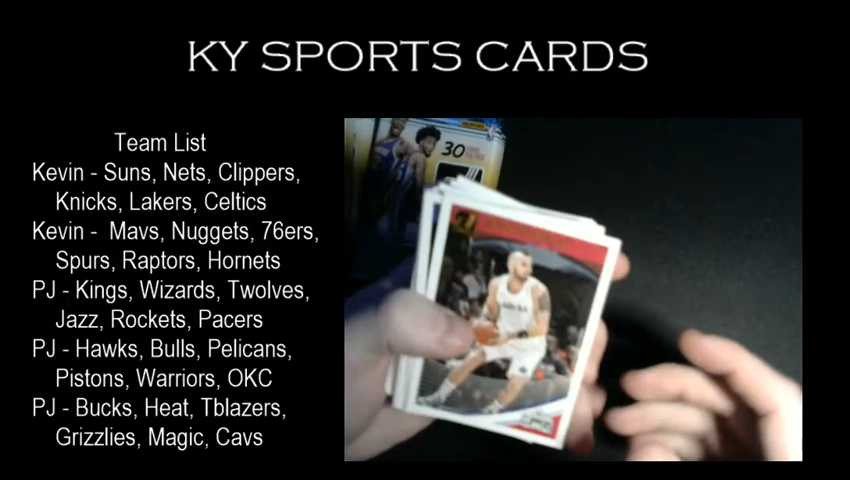 KY SPORTS CARDS
Team List
Kevin - Suns, Nets, Clippers,
Knicks, Lakers, Celtics
Kevin - Mavs, Nuggets, 76ers,
Spurs, Raptors, Hornets
PJ - Kings, Wizards, Twolves,
Jazz, Rockets, Pacers
PJ - Hawks, Bulls, Pelicans,
Pistons, Warriors, OKC
PJ - Bucks, Heat, Tblazers,
Grizzlies, Magic, Cavs
30